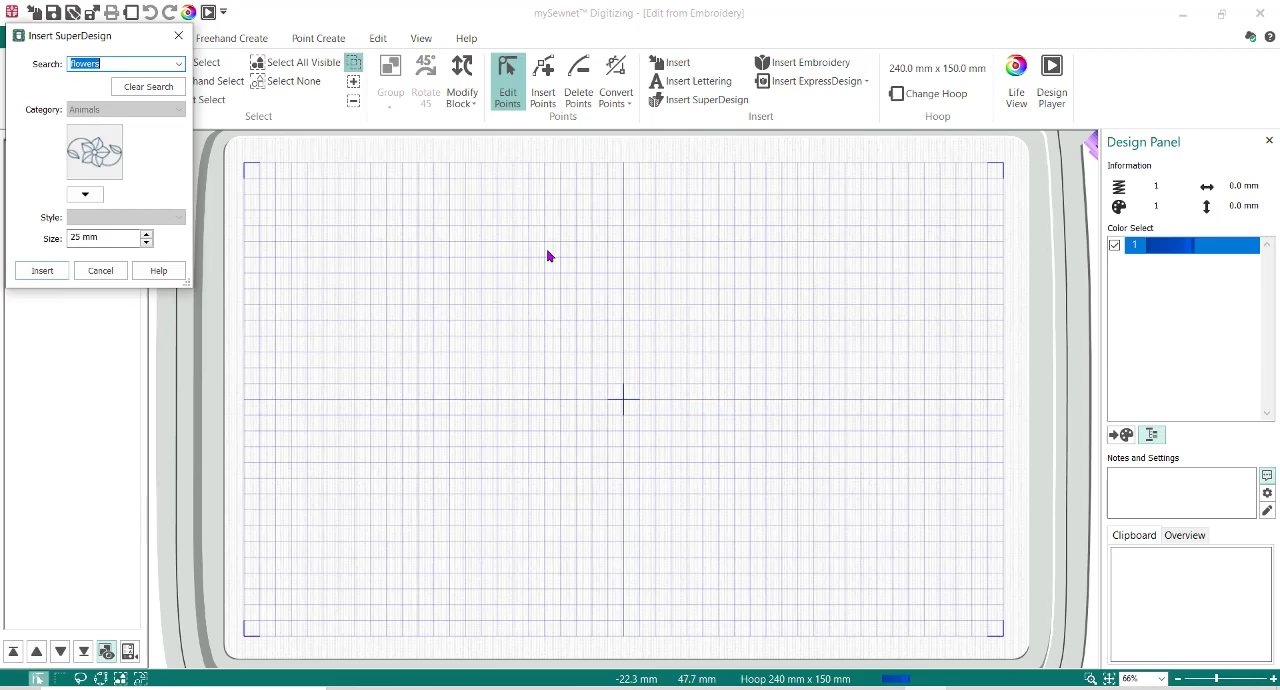 mySewnet™ Digitizing - [Edit from Embroidery]
Insert SuperDesign
Search: flowers
Clear Search
Category: Animals
Style:
Size: 25 mm
Insert Cancel Help
Freehand Create Point Create Edit View Help
Select
hand Select
t Select
Select All Visible
Select None
Select
Group
45°
Rotate
45
Modify
Block
Edit
Points
Insert
Points
Delete
Points
Convert
Points
Points
Insert
Insert Lettering
Insert SuperDesign
Insert Embroidery
Insert ExpressDesign
Insert
240.0 mm x 150.0 mm
Change Hoop
Hoop
Life
View
Design
Player
Design Panel
Information
1 0.0 mm
1 0.0 mm
Color Select
1
Notes and Settings
Clipboard Overview
-22.3 mm 47.7 mm Hoop 240 mm x 150 mm 66%